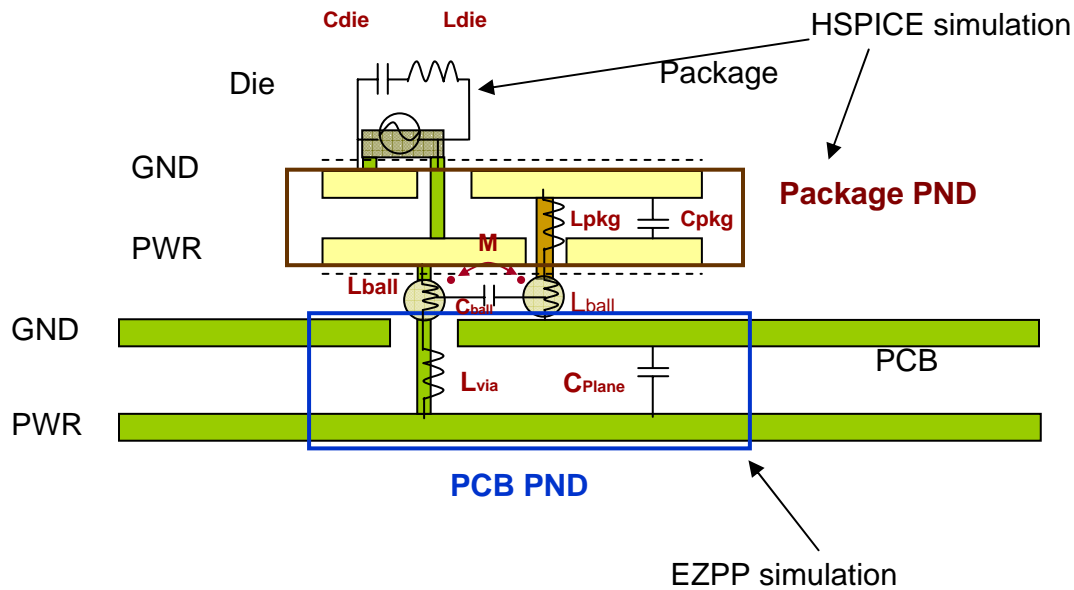 Cdie Ldie
HSPICE simulation
Die
Package
GND
Package PND
Lpkg Cpkg
PWR
M
Lball
Cball
Lball
GND
PCB
Lvia
CPlane
PWR
PCB PND
EZPP simulation